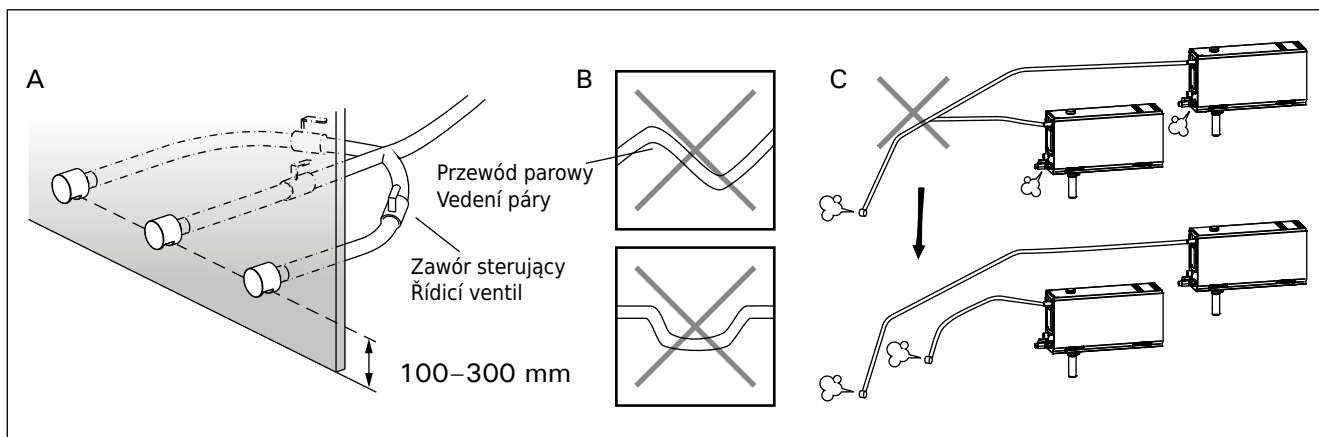 A
B
C
Przewód parowy
Vedení páry
Zawór sterujący
Řídicí ventil
100–300 mm